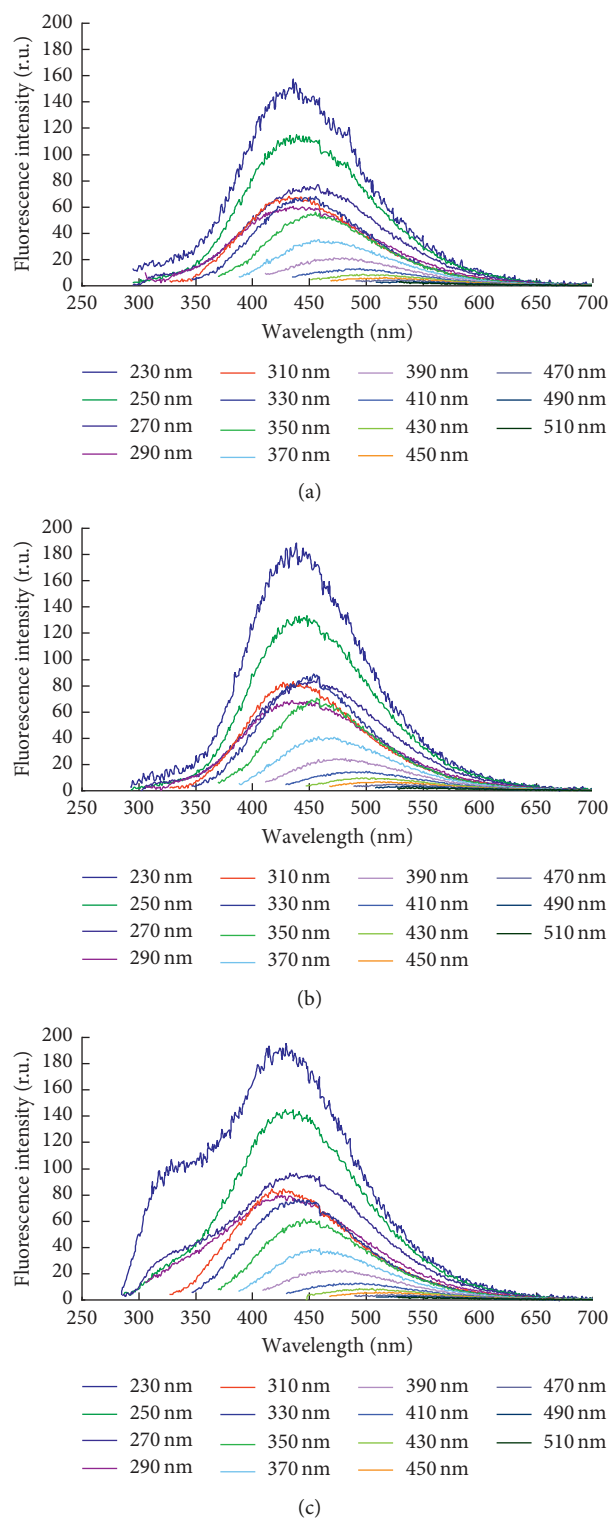 Fluorescence intensity (r.u.)
200
180
160
140
120
100
80
60
40
20
0
250 300 350 400 450 500 550 600 650 700
Wavelength (nm)
230 nm 310 nm 390 nm 470 nm
250 nm 330 nm 410 nm 490 nm
270 nm 350 nm 430 nm 510 nm
290 nm 370 nm 450 nm
(a)
Fluorescence intensity (r.u.)
200
180
160
140
120
100
80
60
40
20
0
250 300 350 400 450 500 550 600 650 700
Wavelength (nm)
230 nm 310 nm 390 nm 470 nm
250 nm 330 nm 410 nm 490 nm
270 nm 350 nm 430 nm 510 nm
290 nm 370 nm 450 nm
(b)
Fluorescence intensity (r.u.)
200
180
160
140
120
100
80
60
40
20
0
250 300 350 400 450 500 550 600 650 700
Wavelength (nm)
230 nm 310 nm 390 nm 470 nm
250 nm 330 nm 410 nm 490 nm
270 nm 350 nm 430 nm 510 nm
290 nm 370 nm 450 nm
(c)